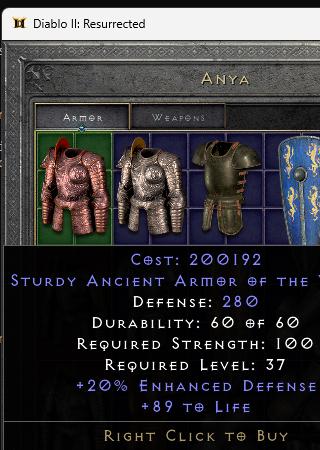 Diablo II: Resurrected
Anya
Armor Weapons
Cost: 200192
Sturdy Ancient Armor of the
Defense: 280
Durability: 60 of 60
Required Strength: 100
Required Level: 37
+20% Enhanced Defense
+89 to Life
Right Click to Buy